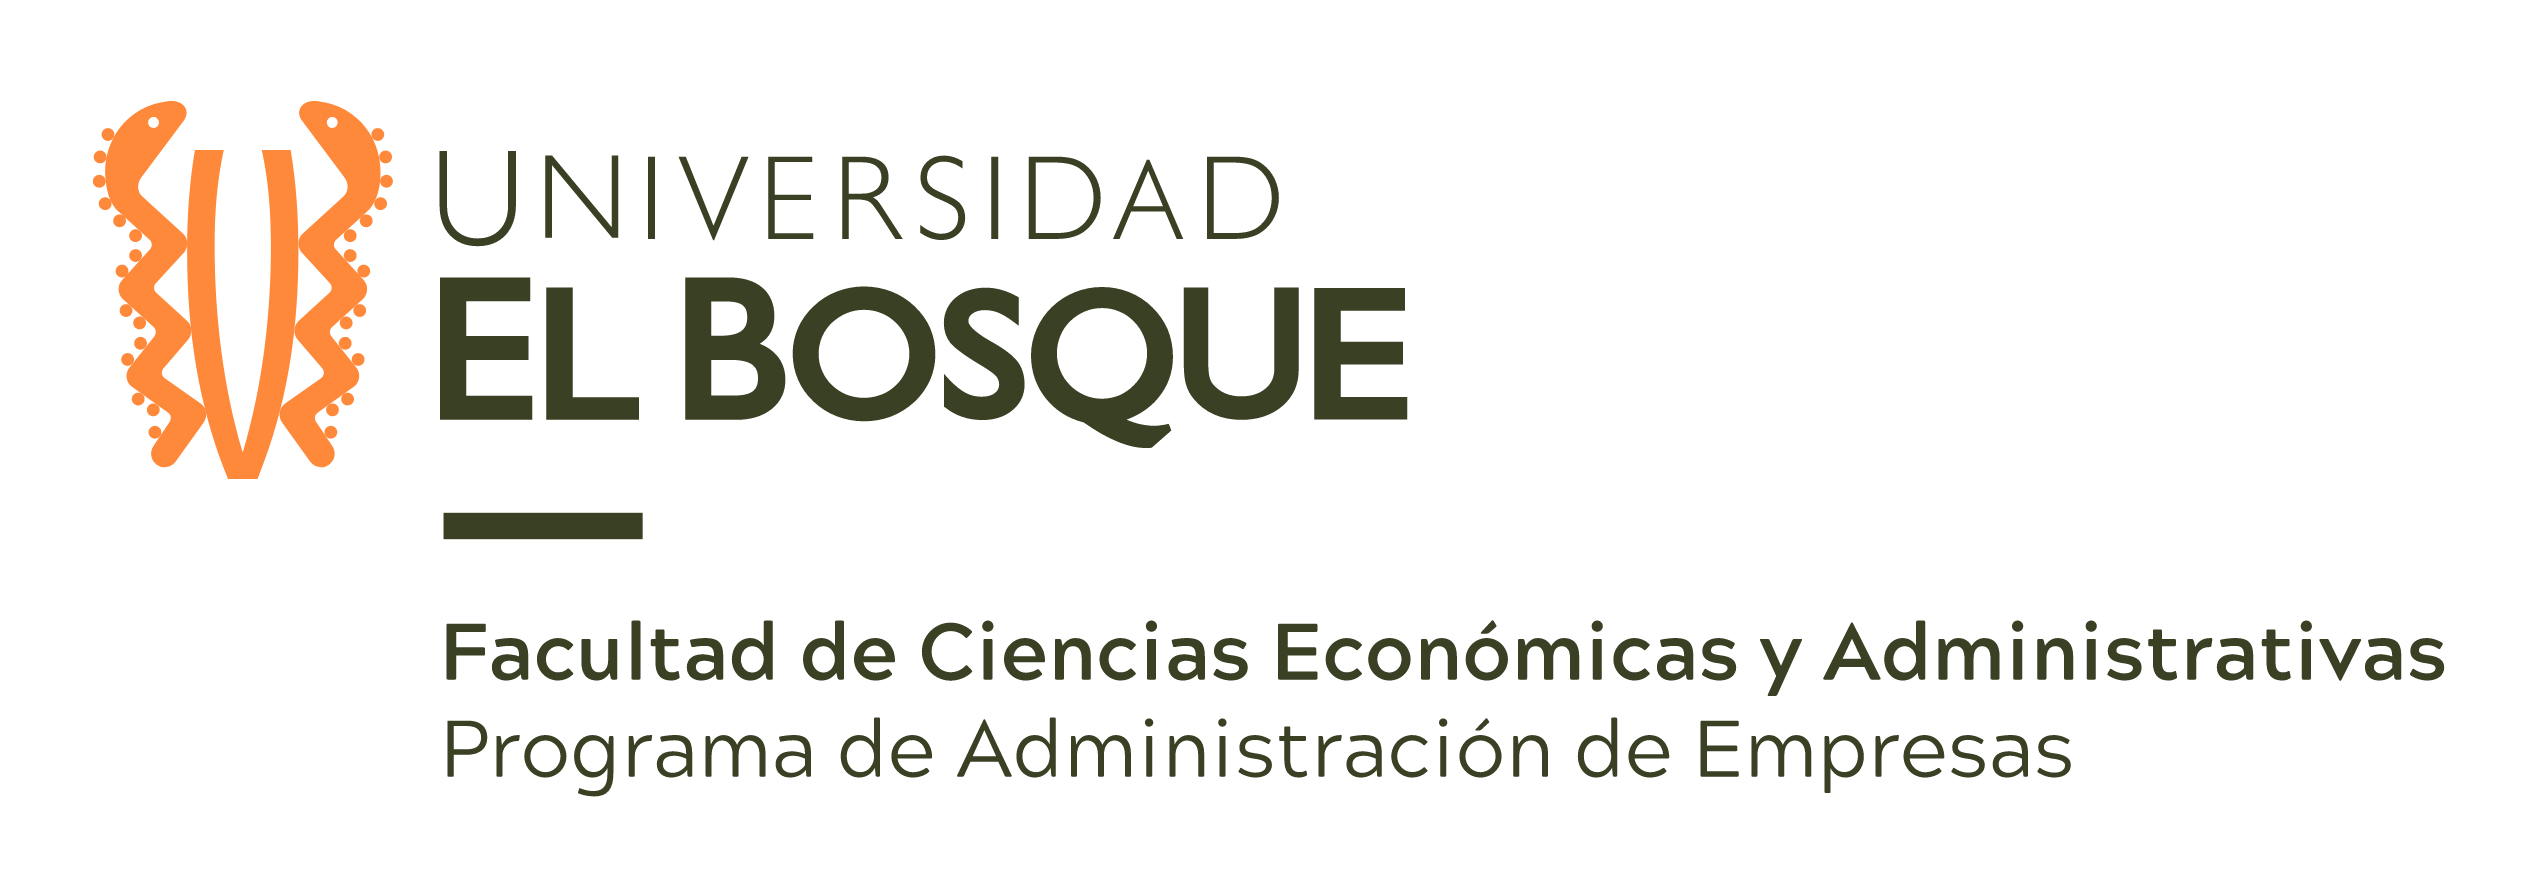 UNIVERSIDAD
EL BOSQUE
Facultad de Ciencias Económicas y Administrativas
Programa de Administración de Empresas